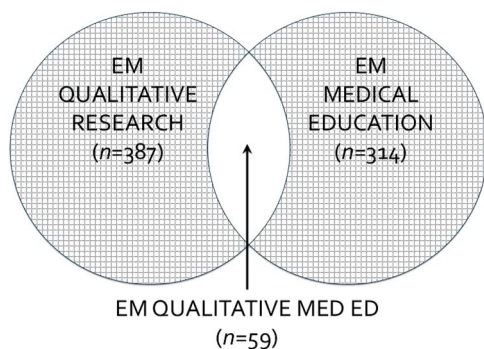 EM
QUALITATIVE
RESEARCH
(n=387)
EM
MEDICAL
EDUCATION
(n=314)
EM QUALITATIVE MED ED
(n=59)